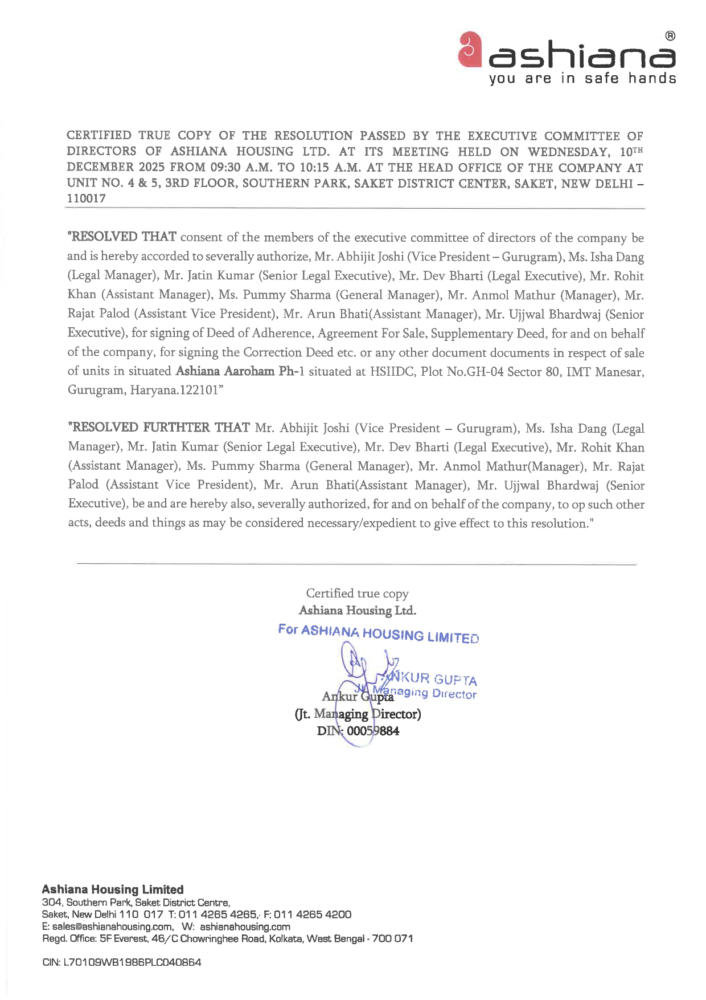 ®
ashiana
you are in safe hands
CERTIFIED TRUE COPY OF THE RESOLUTION PASSED BY THE EXECUTIVE COMMITTEE OF
DIRECTORS OF ASHIANA HOUSING LTD. AT ITS MEETING HELD ON WEDNESDAY, 10TH
DECEMBER 2025 FROM 09:30 A.M. TO 10:15 A.M. AT THE HEAD OFFICE OF THE COMPANY AT
UNIT NO. 4 & 5, 3RD FLOOR, SOUTHERN PARK, SAKET DISTRICT CENTER, SAKET, NEW DELHI –
110017
"RESOLVED THAT consent of the members of the executive committee of directors of the company be
and is hereby accorded to severally authorize, Mr. Abhijit Joshi (Vice President – Gurugram), Ms. Isha Dang
(Legal Manager), Mr. Jatin Kumar (Senior Legal Executive), Mr. Dev Bharti (Legal Executive), Mr. Rohit
Khan (Assistant Manager), Ms. Pummy Sharma (General Manager), Mr. Anmol Mathur (Manager), Mr.
Rajat Palod (Assistant Vice President), Mr. Arun Bhati(Assistant Manager), Mr. Ujjwal Bhardwaj (Senior
Executive), for signing of Deed of Adherence, Agreement For Sale, Supplementary Deed, for and on behalf
of the company, for signing the Correction Deed etc. or any other document documents in respect of sale
of units in situated Ashiana Aaroham Ph-1 situated at HSIIDC, Plot No.GH-04 Sector 80, IMT Manesar,
Gurugram, Haryana.122101”
"RESOLVED FURTHTER THAT Mr. Abhijit Joshi (Vice President – Gurugram), Ms. Isha Dang (Legal
Manager), Mr. Jatin Kumar (Senior Legal Executive), Mr. Dev Bharti (Legal Executive), Mr. Rohit Khan
(Assistant Manager), Ms. Pummy Sharma (General Manager), Mr. Anmol Mathur(Manager), Mr. Rajat
Palod (Assistant Vice President), Mr. Arun Bhati(Assistant Manager), Mr. Ujjwal Bhardwaj (Senior
Executive), be and are hereby also, severally authorized, for and on behalf of the company, to op such other
acts, deeds and things as may be considered necessary/expedient to give effect to this resolution."
Certified true copy
Ashiana Housing Ltd.
For ASHIANA HOUSING LIMITED
ANKUR GUPTA
Jt. Managing Director
Ankur Gupta
(Jt. Managing Director)
DIN: 00059884
Ashiana Housing Limited
304, Southern Park, Saket District Centre,
Saket, New Delhi 110 017 T: 011 4265 4265, F: 011 4265 4200
E: sales@ashianahousing.com, W: ashianahousing.com
Regd. Office: 5F Everest, 46/C Chowringhee Road, Kolkata, West Bengal - 700 071
CIN: L70109WB1986PLC040864